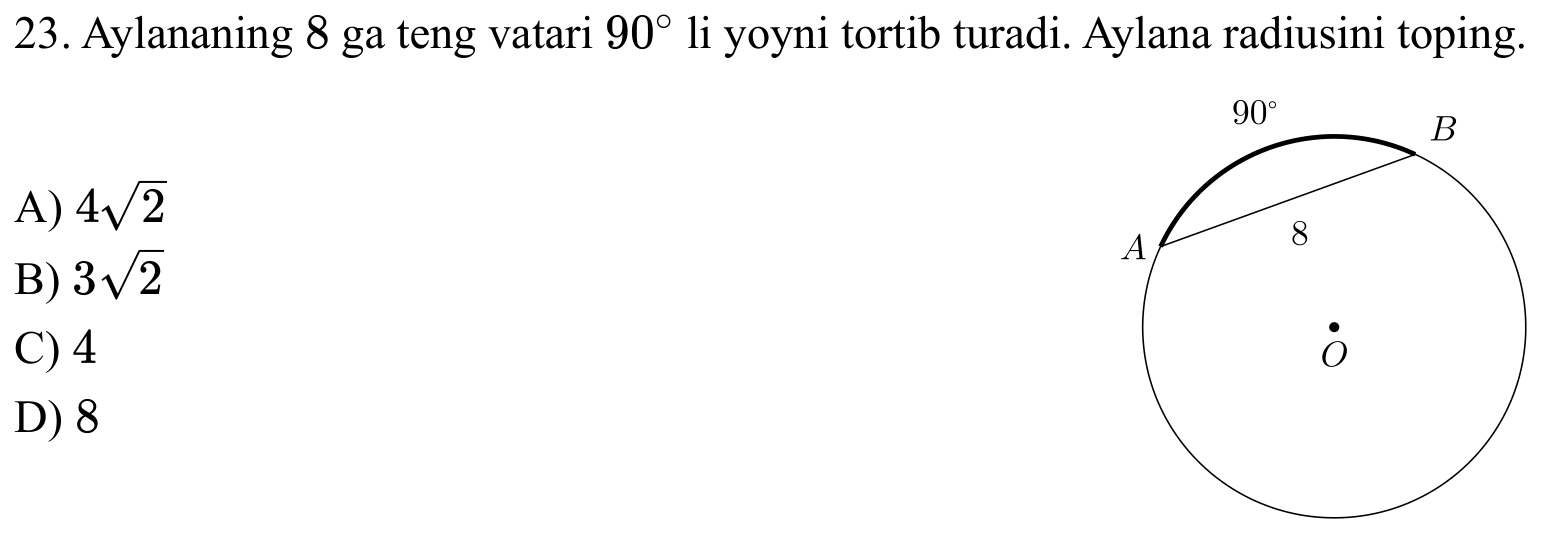 23. Aylananing 8 ga teng vatari 90° li yoyni tortib turadi. Aylana radiusini toping.
90°
B
A) 4√2
A
8
B) 3√2
C) 4
O
D) 8